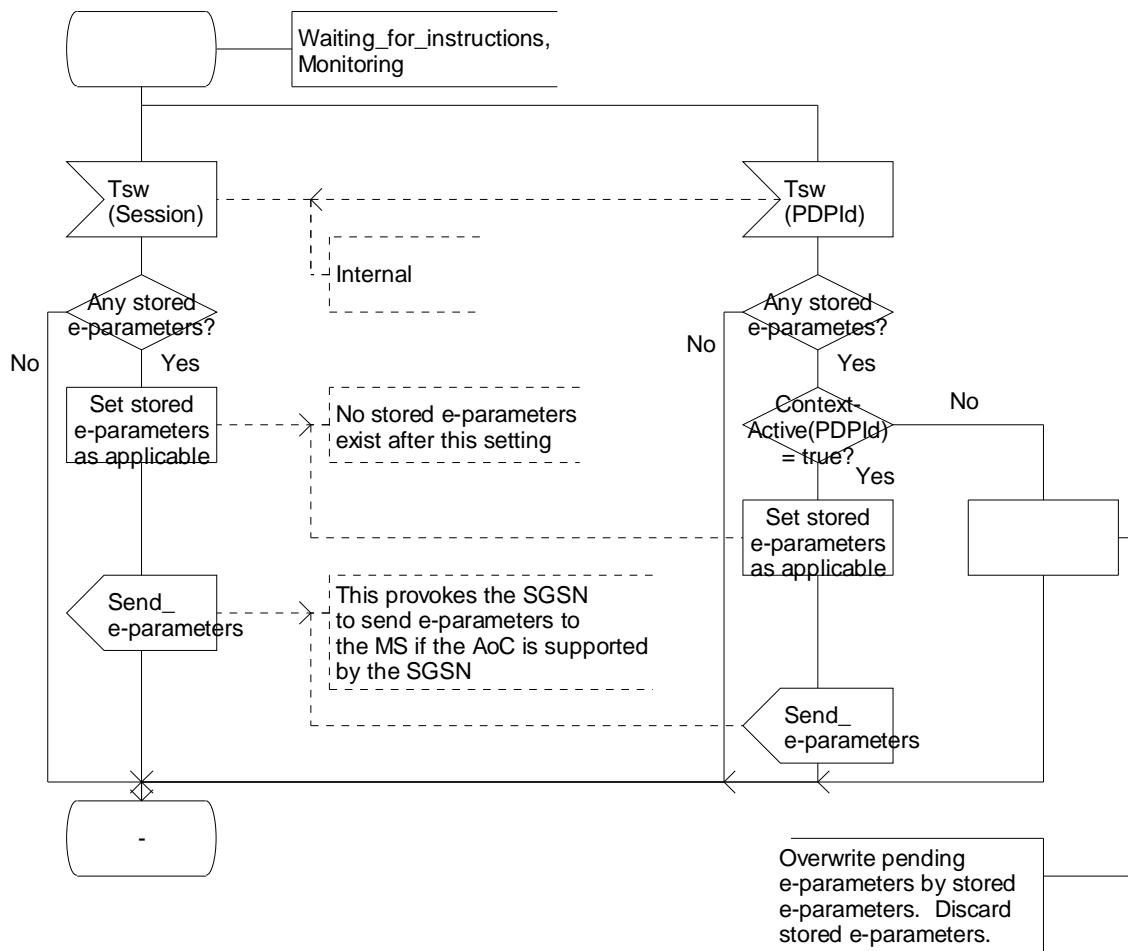 Waiting_for_instructions,
Monitoring
Tsw
(Session)
Tsw
(PDPId)
Internal
Any stored
e-parameters?
Any stored
e-parametes?
No
Yes
No
Yes
Set stored
e-parameters
as applicable
No stored e-parameters
exist after this setting
Context-
Active(PDPId)
= true?
No
Yes
Set stored
e-parameters
as applicable
Send_
e-parameters
This provokes the SGSN
to send e-parameters to
the MS if the AoC is supported
by the SGSN
Send_
e-parameters
-
Overwrite pending
e-parameters by stored
e-parameters. Discard
stored e-parameters.